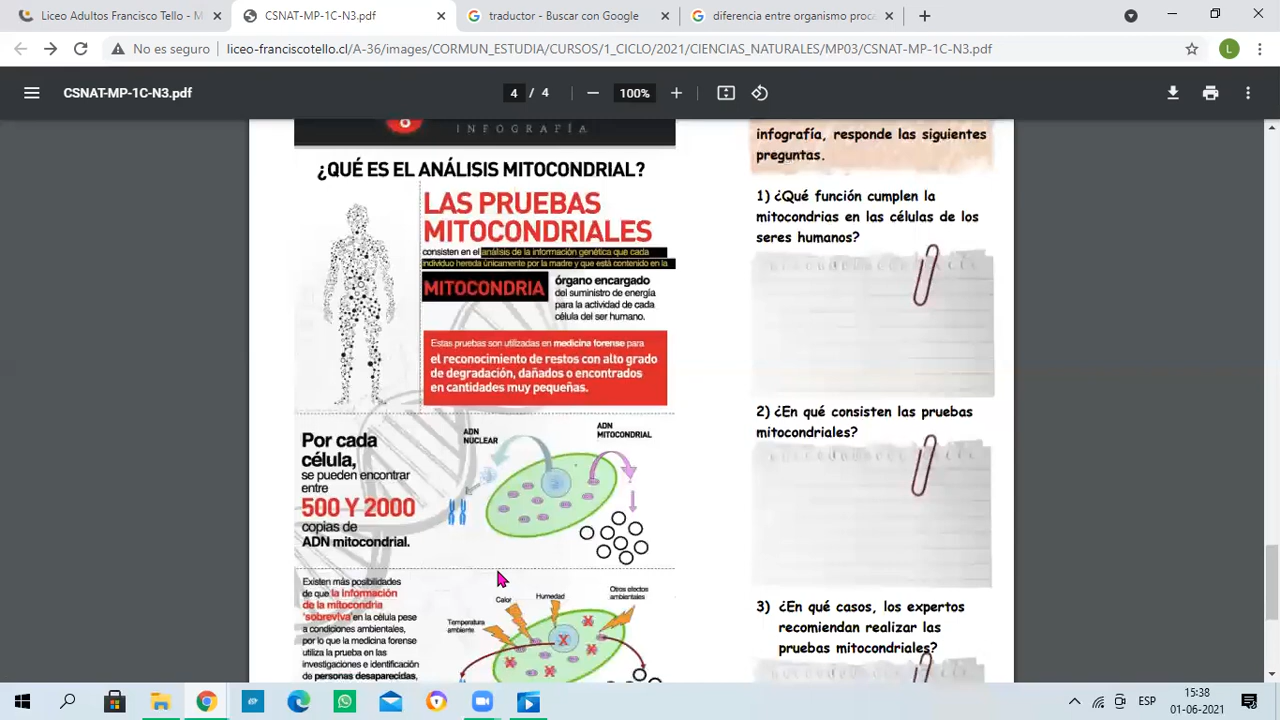 Liceo Adultos Francisco Tello - M
CSNAT-MP-1C-N3.pdf
traductor - Buscar con Google
diferencia entre organismo proc
No es seguro
liceo-franciscotello.cl/A-36/images/CORMUN_ESTUDIA/CURSOS/1_CICLO/2021/CIENCIAS_NATURALES/MP03/CSNAT-MP-1C-N3.pdf
L
CSNAT-MP-1C-N3.pdf
4 / 4
100%
8
INFOGRAFÍA
¿QUÉ ES EL ANÁLISIS MITOCONDRIAL?
LAS PRUEBAS
MITOCONDRIALES
consisten en el análisis de la información genética que cada
individuo hereda únicamente por la madre y que está contenido en la
MITOCONDRIA
órgano encargado
del suministro de energía
para la actividad de cada
célula del ser humano.
Estas pruebas son utilizadas en medicina forense para
el reconocimiento de restos con alto grado
de degradación, dañados o encontrados
en cantidades muy pequeñas.
Por cada
célula,
se pueden encontrar
entre
500 Y 2000
copias de
ADN mitocondrial.
ADN
NUCLEAR
ADN
MITOCONDRIAL
Existen más posibilidades
de que la información
de la mitocondria
'sobreviva' en la célula pese
a condiciones ambientales,
por lo que la medicina forense
utiliza la prueba en las
investigaciones e identificación
de personas desaparecidas,
Temperatura
ambiente
Calor
Humedad
Otros efectos
ambientales
infografía, responde las siguientes
preguntas.
1) ¿Qué función cumplen la
mitocondrias en las células de los
seres humanos?
2) ¿En qué consisten las pruebas
mitocondriales?
3) ¿En qué casos, los expertos
recomiendan realizar las
pruebas mitocondriales?
ESP
15:38
01-06-2021